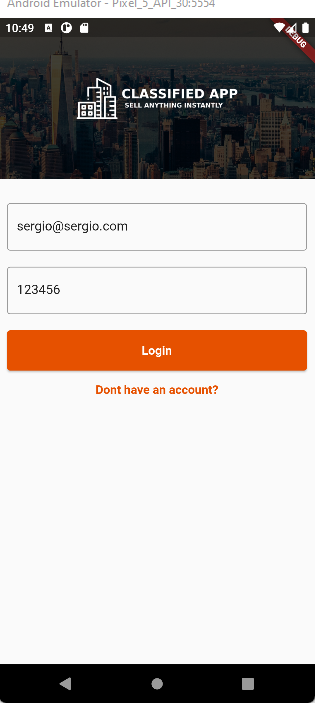 Android Emulator - Pixel_5_API_30:5554
10:49
DEBUG
CLASSIFIED APP
SELL ANYTHING INSTANTLY
sergio@sergio.com
123456
Login
Dont have an account?